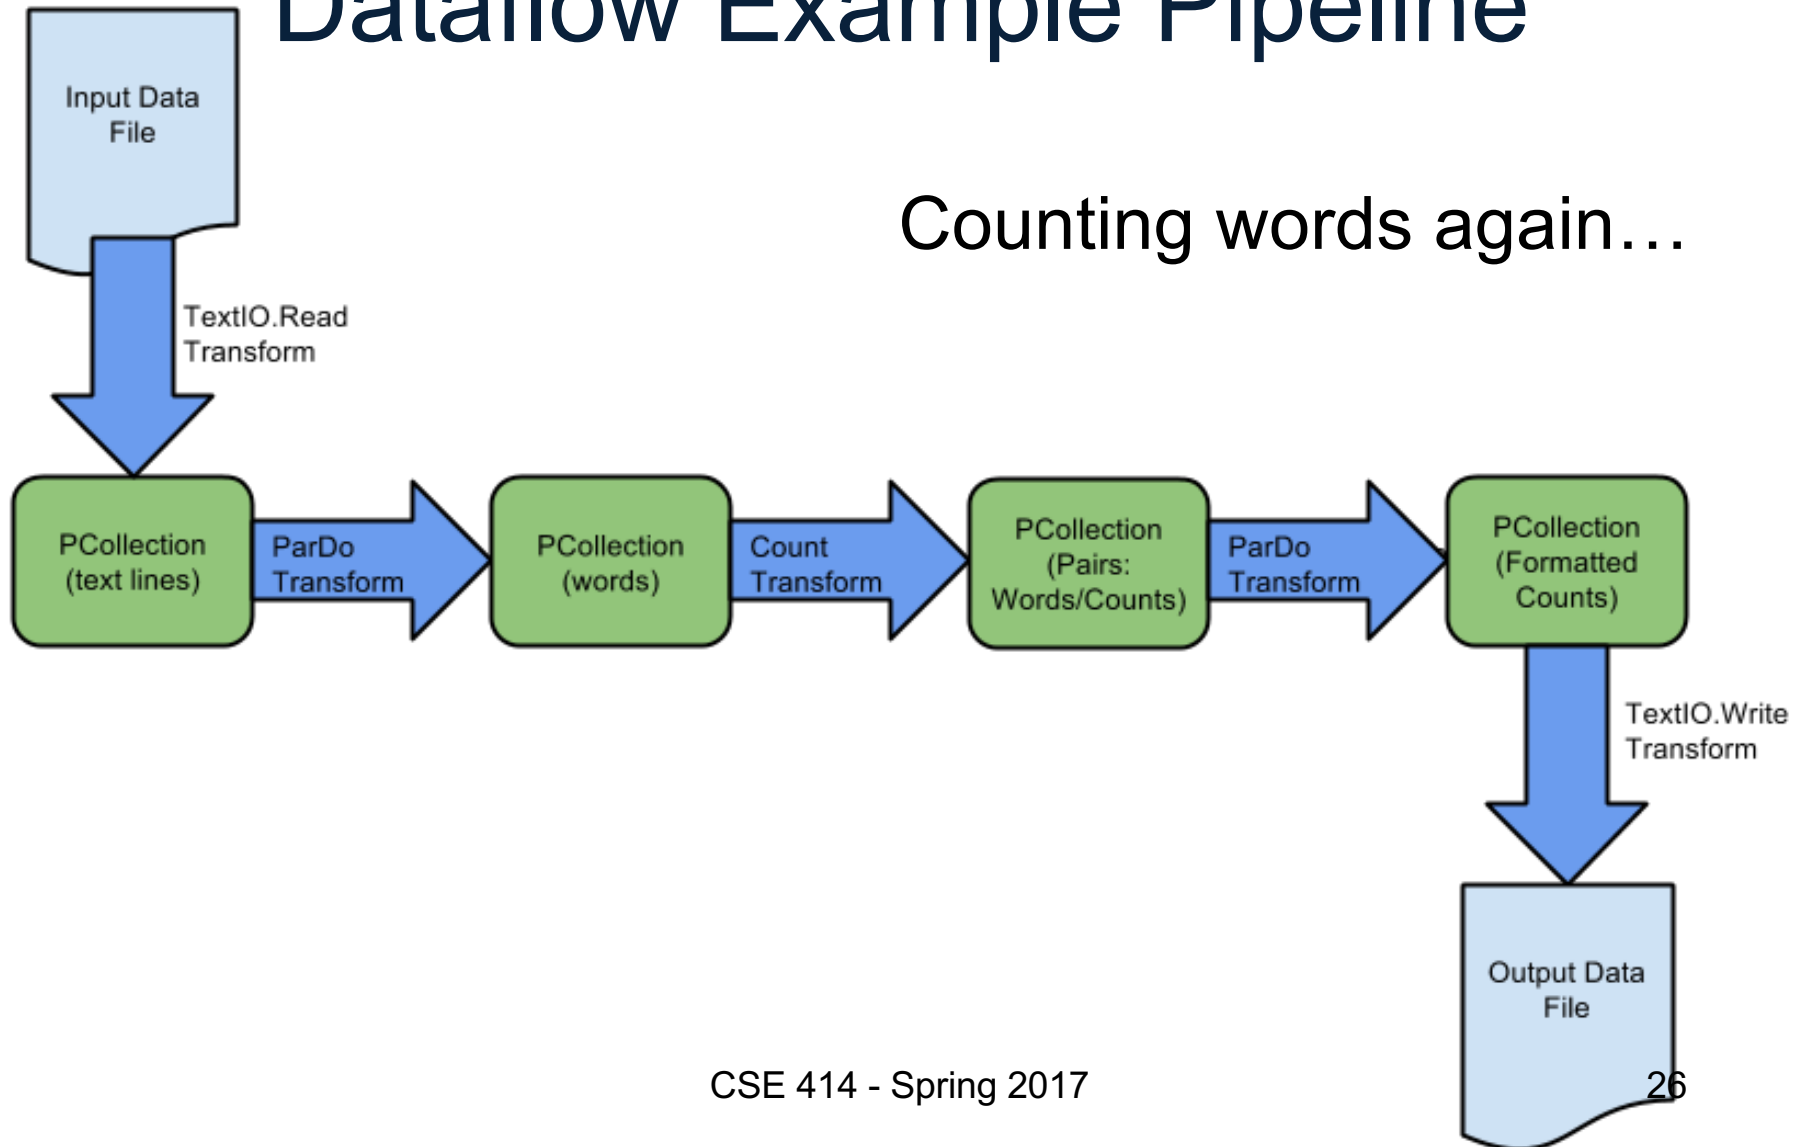 Dataflow Example Pipeline
Input Data
File
Counting words again…
TextIO.Read
Transform
PCollection
(text lines)
ParDo
Transform
PCollection
(words)
Count
Transform
PCollection
(Pairs:
Words/Counts)
ParDo
Transform
PCollection
(Formatted
Counts)
TextIO.Write
Transform
Output Data
File
CSE 414 - Spring 2017
26